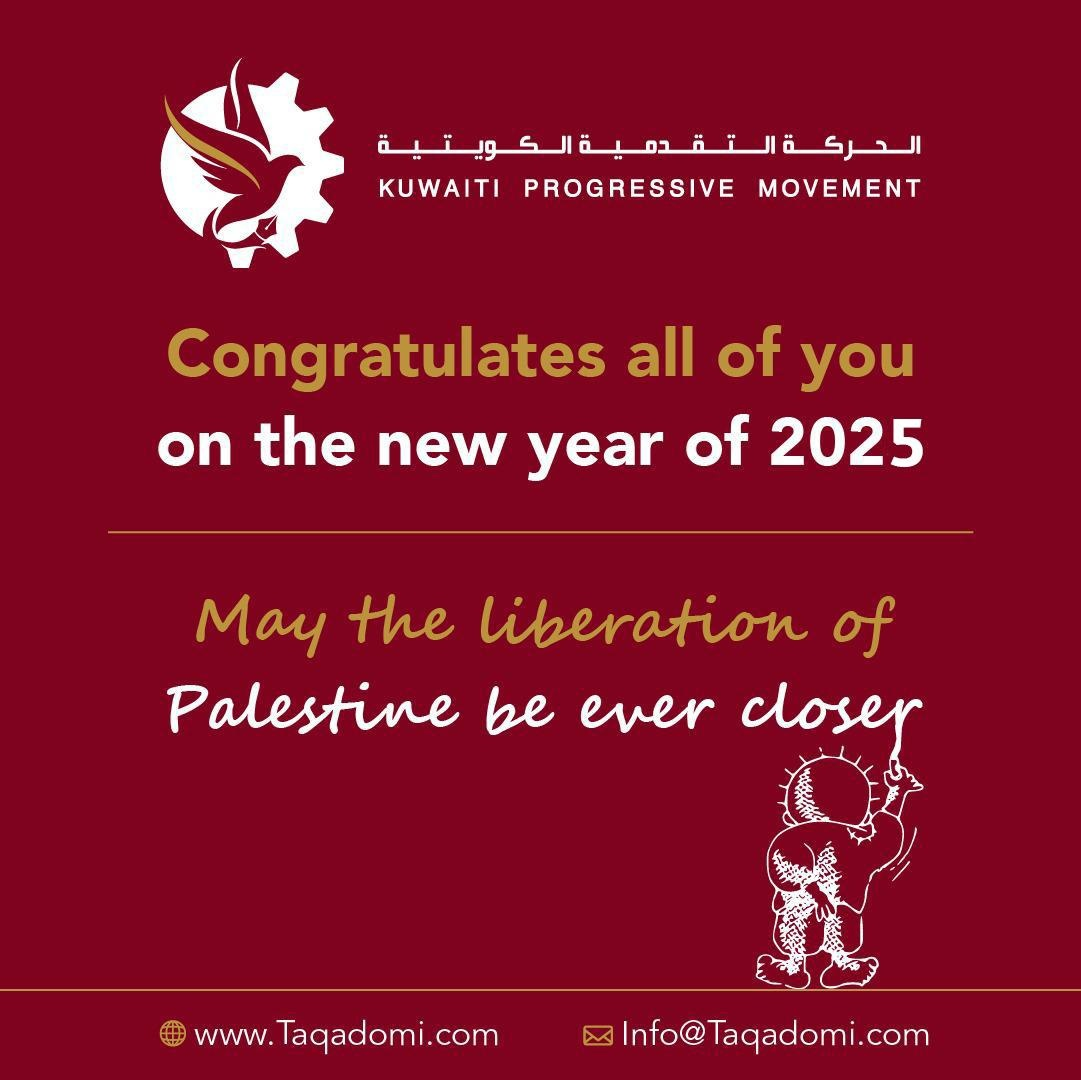 الحركة التقدمية الكويتية
KUWAITI PROGRESSIVE MOVEMENT
Congratulates all of you
on the new year of 2025
May the liberation of
Palestine be ever closer
www.Taqadomi.com
Info@Taqadomi.com